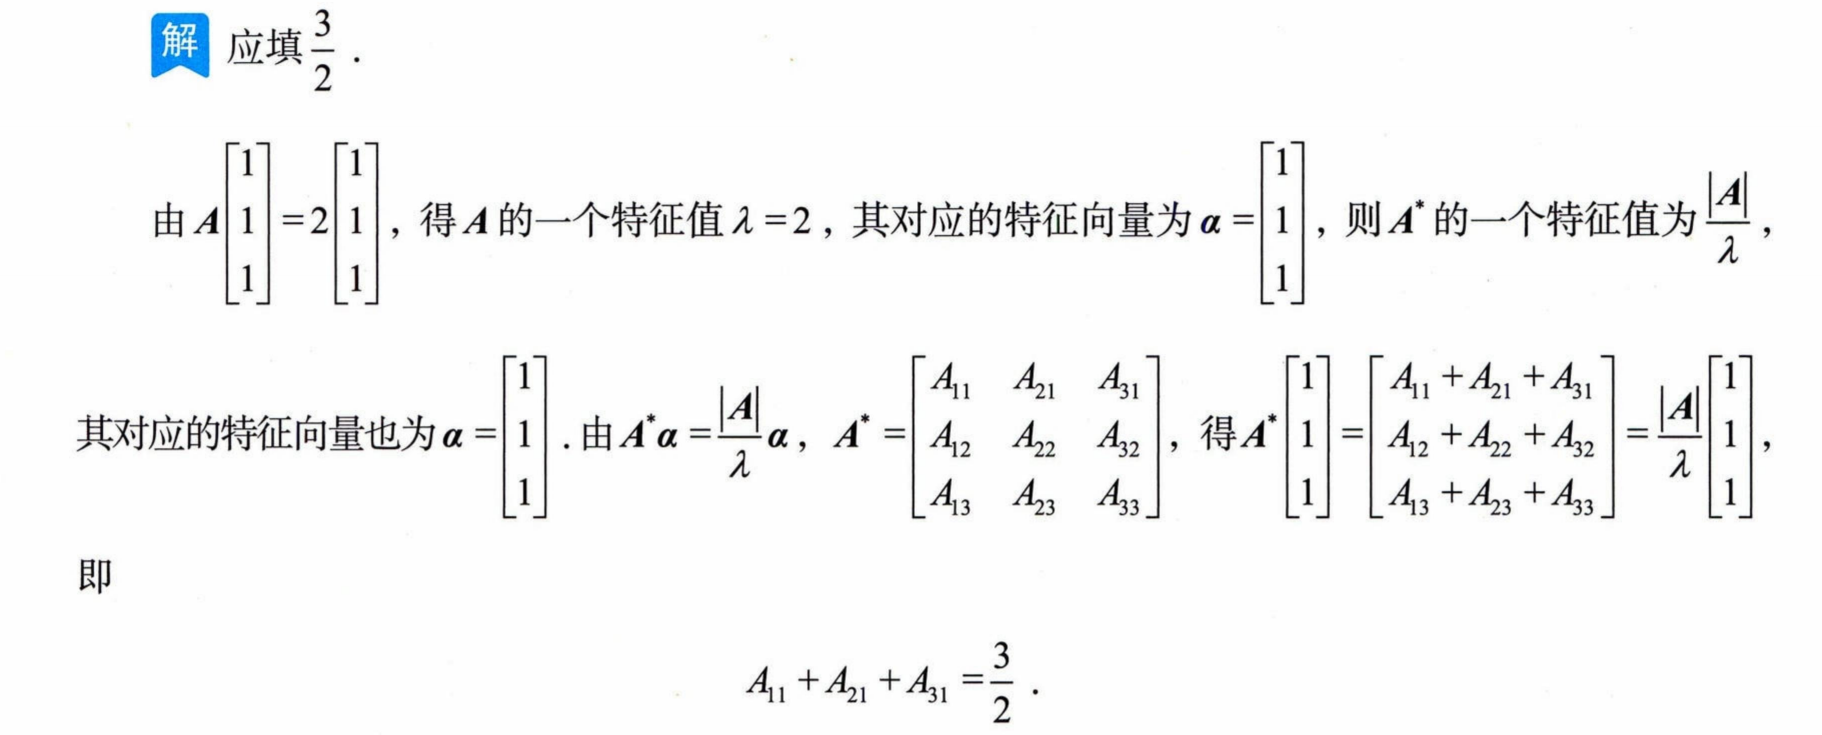 解 应填 $\frac{3}{2}$ .
由 $A\begin{bmatrix}1\\1\\1\end{bmatrix}=2\begin{bmatrix}1\\1\\1\end{bmatrix}$，得 $A$ 的一个特征值 $\lambda=2$，其对应的特征向量为 $\alpha=\begin{bmatrix}1\\1\\1\end{bmatrix}$，则 $A^*$ 的一个特征值为 $\frac{|A|}{\lambda}$，
其对应的特征向量也为 $\alpha=\begin{bmatrix}1\\1\\1\end{bmatrix}$ . 由 $A^*\alpha=\frac{|A|}{\lambda}\alpha$，$A^*=\begin{bmatrix}A_{11}&A_{21}&A_{31}\\A_{12}&A_{22}&A_{32}\\A_{13}&A_{23}&A_{33}\end{bmatrix}$，得 $A^*\begin{bmatrix}1\\1\\1\end{bmatrix}=\begin{bmatrix}A_{11}+A_{21}+A_{31}\\A_{12}+A_{22}+A_{32}\\A_{13}+A_{23}+A_{33}\end{bmatrix}=\frac{|A|}{\lambda}\begin{bmatrix}1\\1\\1\end{bmatrix}$，
即
$A_{11}+A_{21}+A_{31}=\frac{3}{2}$ .